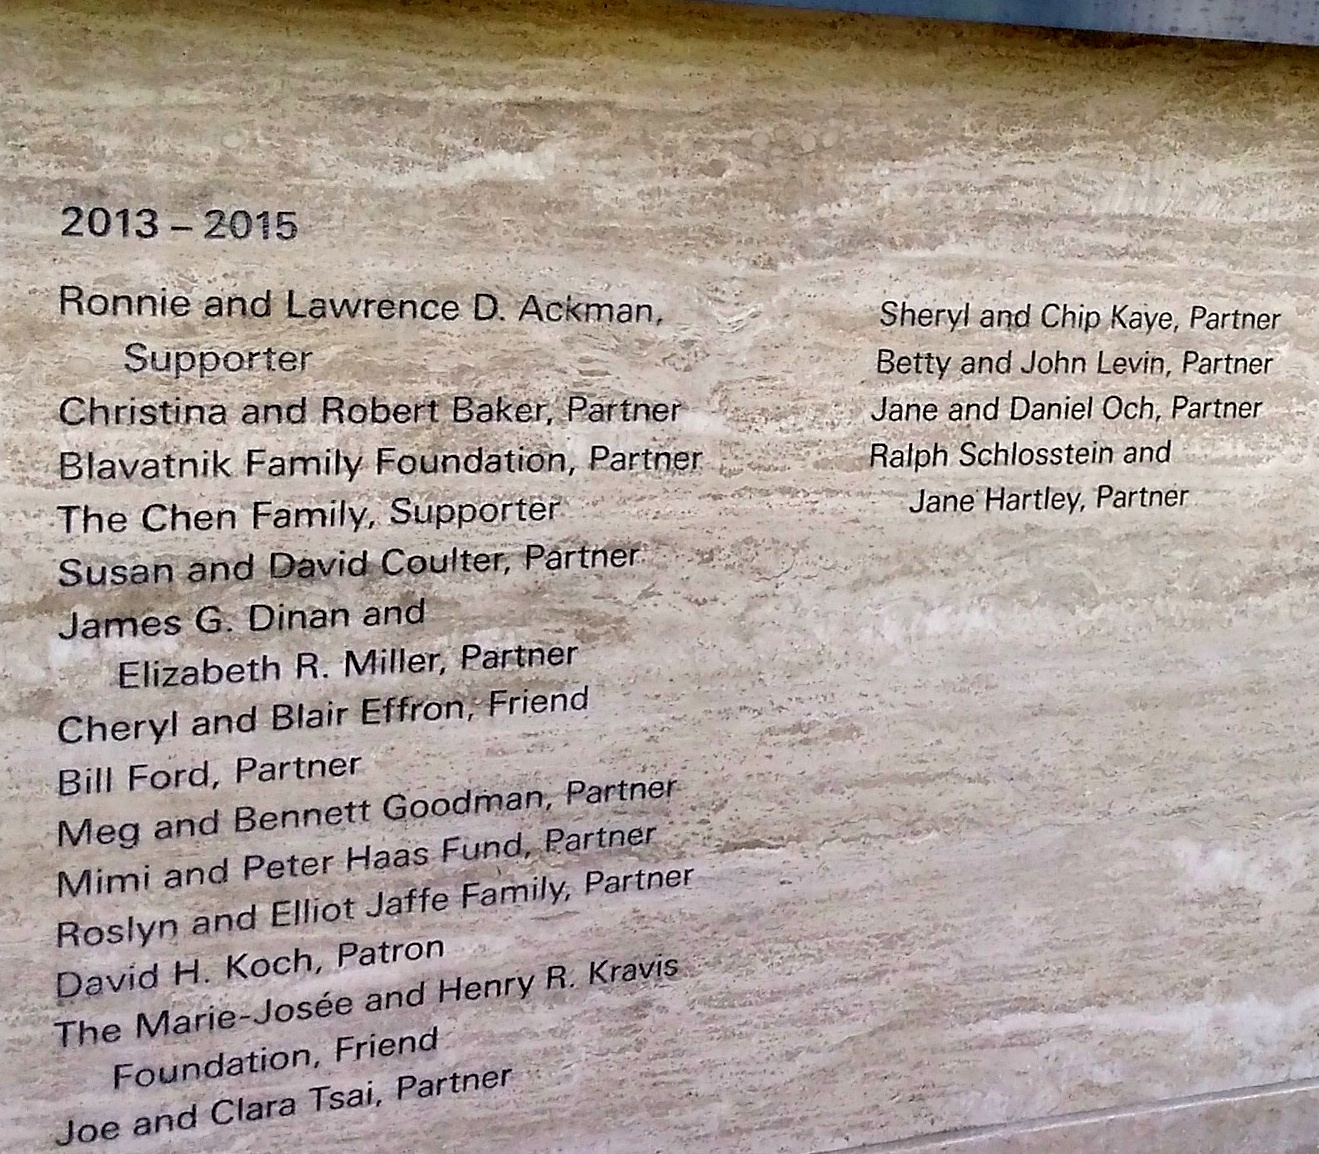 2013 – 2015
Ronnie and Lawrence D. Ackman,
Supporter
Christina and Robert Baker, Partner
Blavatnik Family Foundation, Partner
The Chen Family, Supporter
Susan and David Coulter, Partner
James G. Dinan and
Elizabeth R. Miller, Partner
Cheryl and Blair Effron, Friend
Bill Ford, Partner
Meg and Bennett Goodman, Partner
Mimi and Peter Haas Fund, Partner
Roslyn and Elliot Jaffe Family, Partner
David H. Koch, Patron
The Marie-Josée and Henry R. Kravis
Foundation, Friend
Joe and Clara Tsai, Partner
Sheryl and Chip Kaye, Partner
Betty and John Levin, Partner
Jane and Daniel Och, Partner
Ralph Schlosstein and
Jane Hartley, Partner